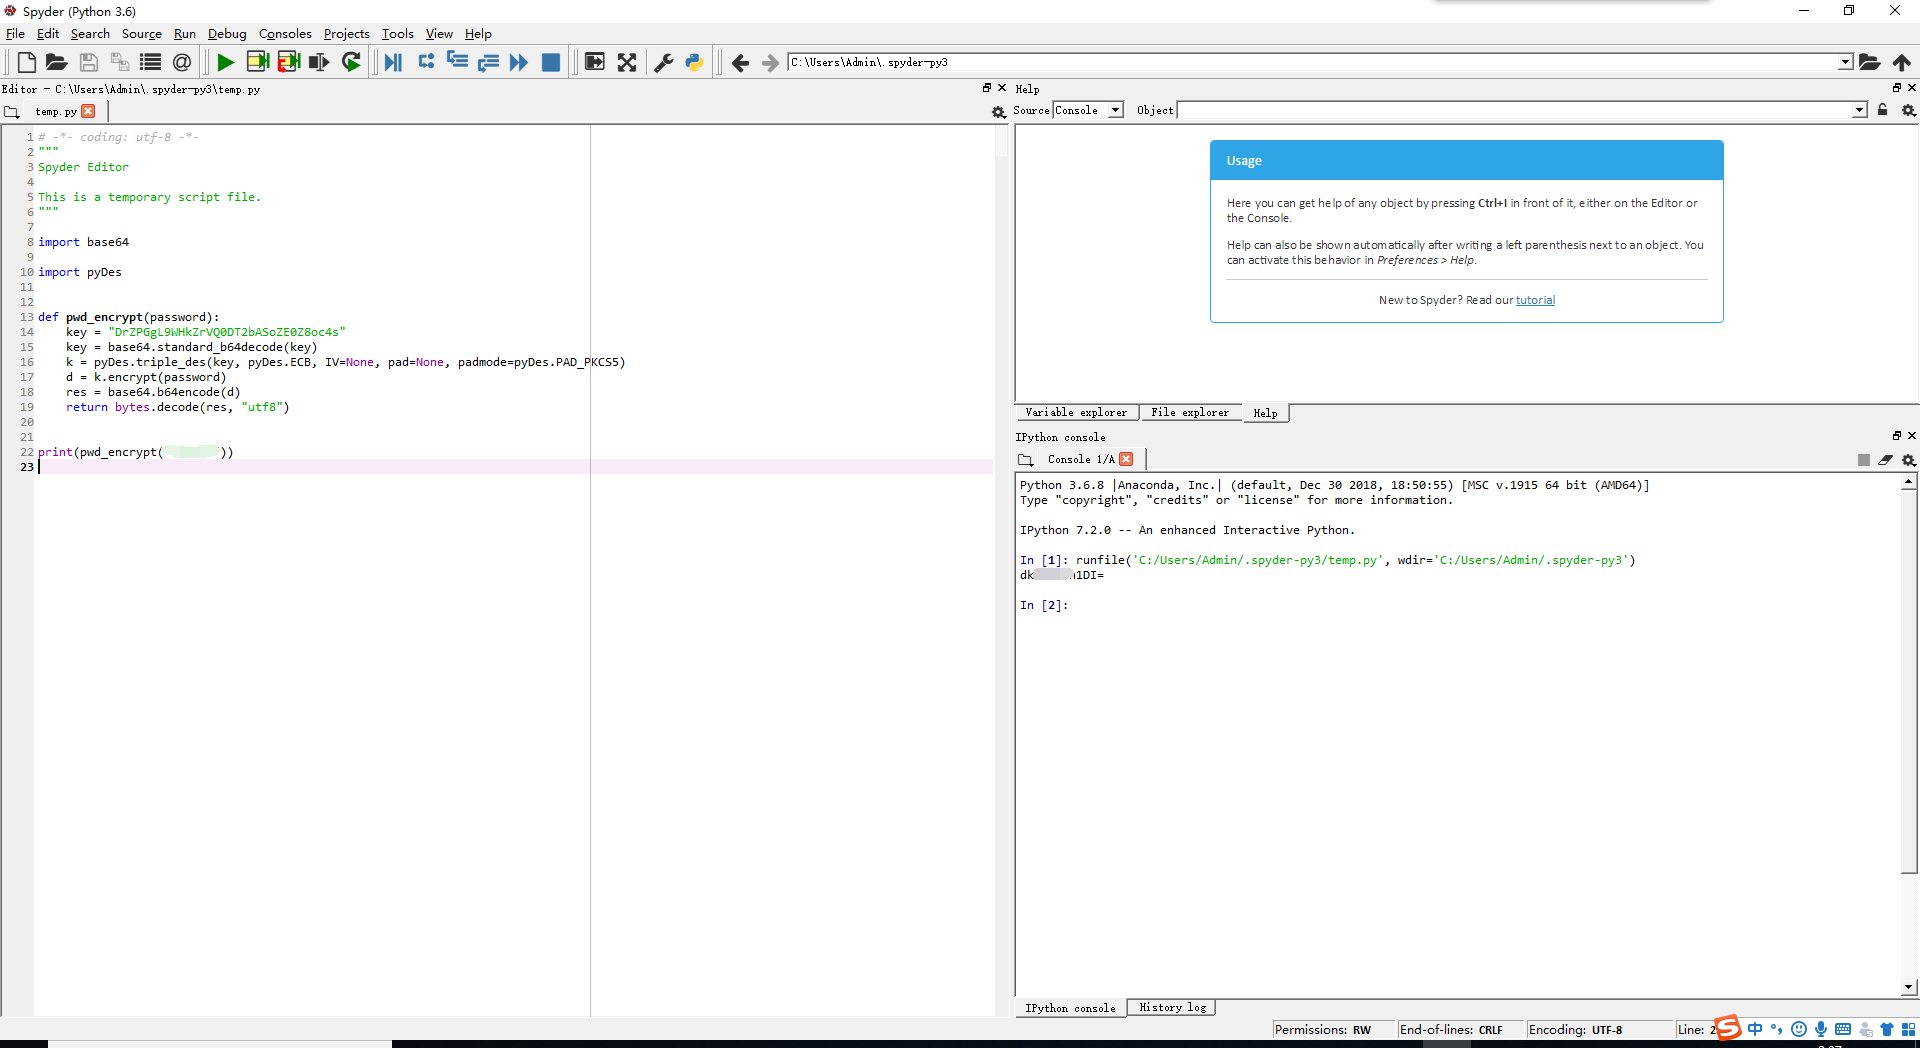 Spyder (Python 3.6)
File Edit Search Source Run Debug Consoles Projects Tools View Help
C:\Users\Admin\.spyder-py3
Editor - C:\Users\Admin\.spyder-py3\temp.py
temp.py
1 # -*- coding: utf-8 -*-
2 """
3 Spyder Editor
4
5 This is a temporary script file.
6 """
7
8 import base64
9
10 import pyDes
11
12
13 def pwd_encrypt(password):
14     key = "DrZPGgL9WHkZrVQ0DT2bASoZE0Z8oc4s"
15     key = base64.standard_b64decode(key)
16     k = pyDes.triple_des(key, pyDes.ECB, IV=None, pad=None, padmode=pyDes.PAD_PKCS5)
17     d = k.encrypt(password)
18     res = base64.b64encode(d)
19     return bytes.decode(res, "utf8")
20
21
22 print(pwd_encrypt( ))
23
Help
Source Console Object
Usage
Here you can get help of any object by pressing Ctrl+I in front of it, either on the Editor or
the Console.
Help can also be shown automatically after writing a left parenthesis next to an object. You
can activate this behavior in Preferences > Help.
New to Spyder? Read our tutorial
Variable explorer File explorer Help
IPython console
Console 1/A
Python 3.6.8 |Anaconda, Inc.| (default, Dec 30 2018, 18:50:55) [MSC v.1915 64 bit (AMD64)]
Type "copyright", "credits" or "license" for more information.
IPython 7.2.0 -- An enhanced Interactive Python.
In [1]: runfile('C:/Users/Admin/.spyder-py3/temp.py', wdir='C:/Users/Admin/.spyder-py3')
dk 1DI=
In [2]:
IPython console History log
Permissions: RW End-of-lines: CRLF Encoding: UTF-8 Line: 2
中